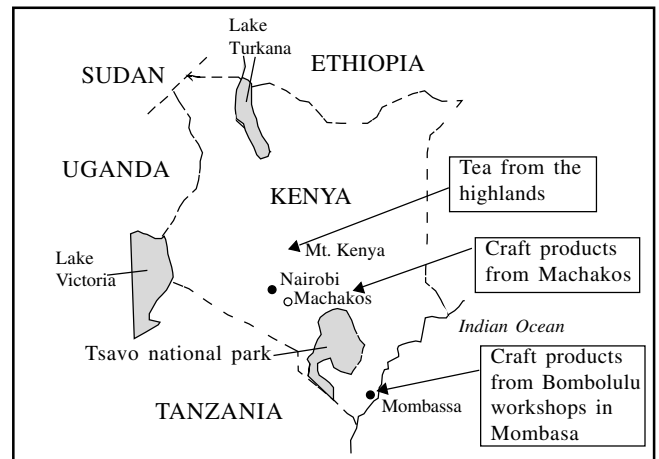 Lake
Turkana
SUDAN
ETHIOPIA
UGANDA
Tea from the
highlands
KENYA
Mt. Kenya
Lake
Victoria
Craft products
from Machakos
Nairobi
Machakos
Indian Ocean
Tsavo national park
Craft products
from Bombolulu
workshops in
Mombasa
TANZANIA
Mombassa